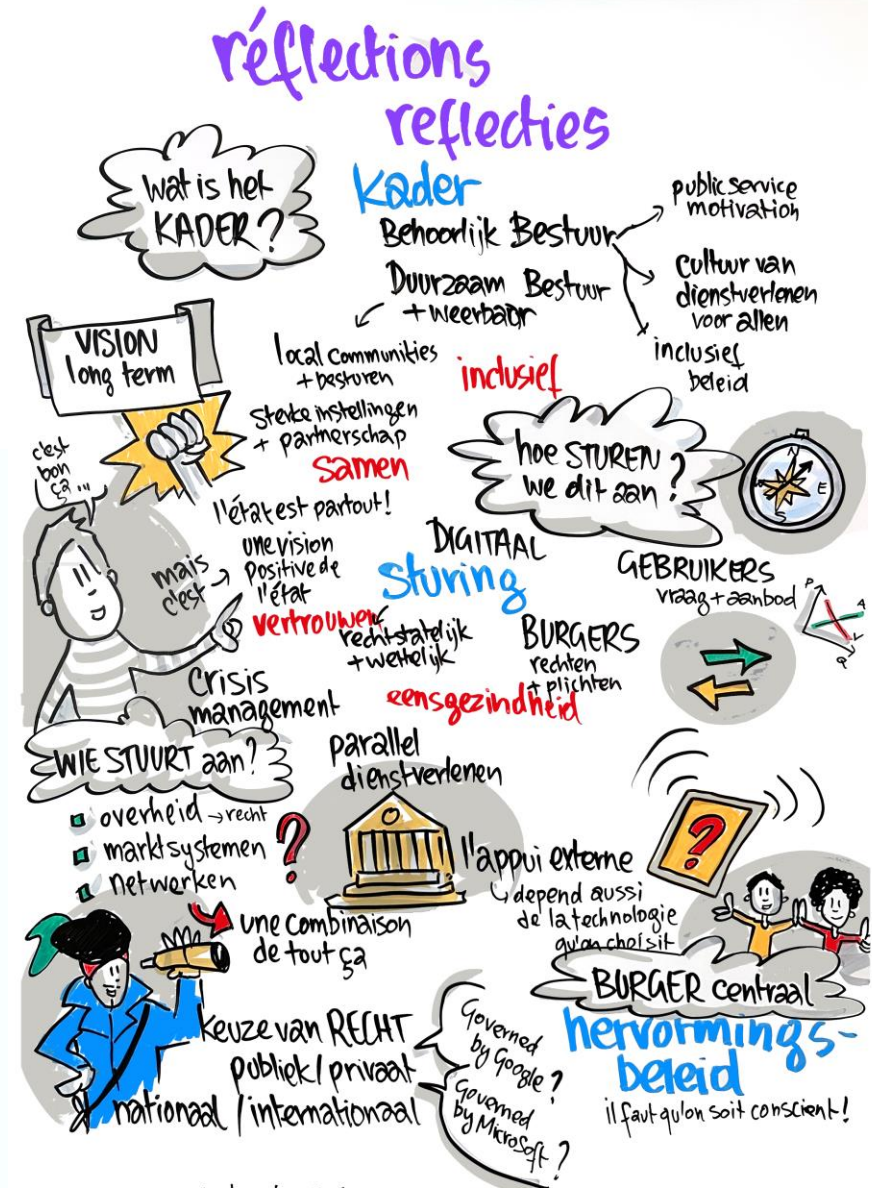 réflections
reflecties
wat is het
KADER?
Kader
Behoorlijk Bestuur
public service
motivation
cultuur van
dienstverlenen
voor allen
inclusief
beleid
Duurzaam Bestuur
+ weerbaar
local communities
+ besturen
sterke instellingen
+ partnerschap
inclusief
samen
VISION
long term
c'est
bon
ça...
hoe STUREN
we dit aan?
N
E
S
l'état est partout!
mais
c'est
une vision
positive de
l'état
vertrouwen
DIGITAAL
Sturing
rechtstatelijk
+ wettelijk
GEBRUIKERS
vraag + aanbod
P
A
V
BURGERS
rechten
+ plichten
eensgezindheid
crisis
management
WIE STUURT aan?
overheid → recht
marktsystemen
netwerken
?
une combinaison
de tout ça
parallel
dienstverlenen
l'appui externe
depend aussi
de la technologie
qu'on choisit
?
BURGER centraal
hervormings-
beleid
il faut qu'on soit conscient!
keuze van RECHT
publiek / privaat
nationaal / internationaal
Governed
by Google?
Governed
by Microsoft?